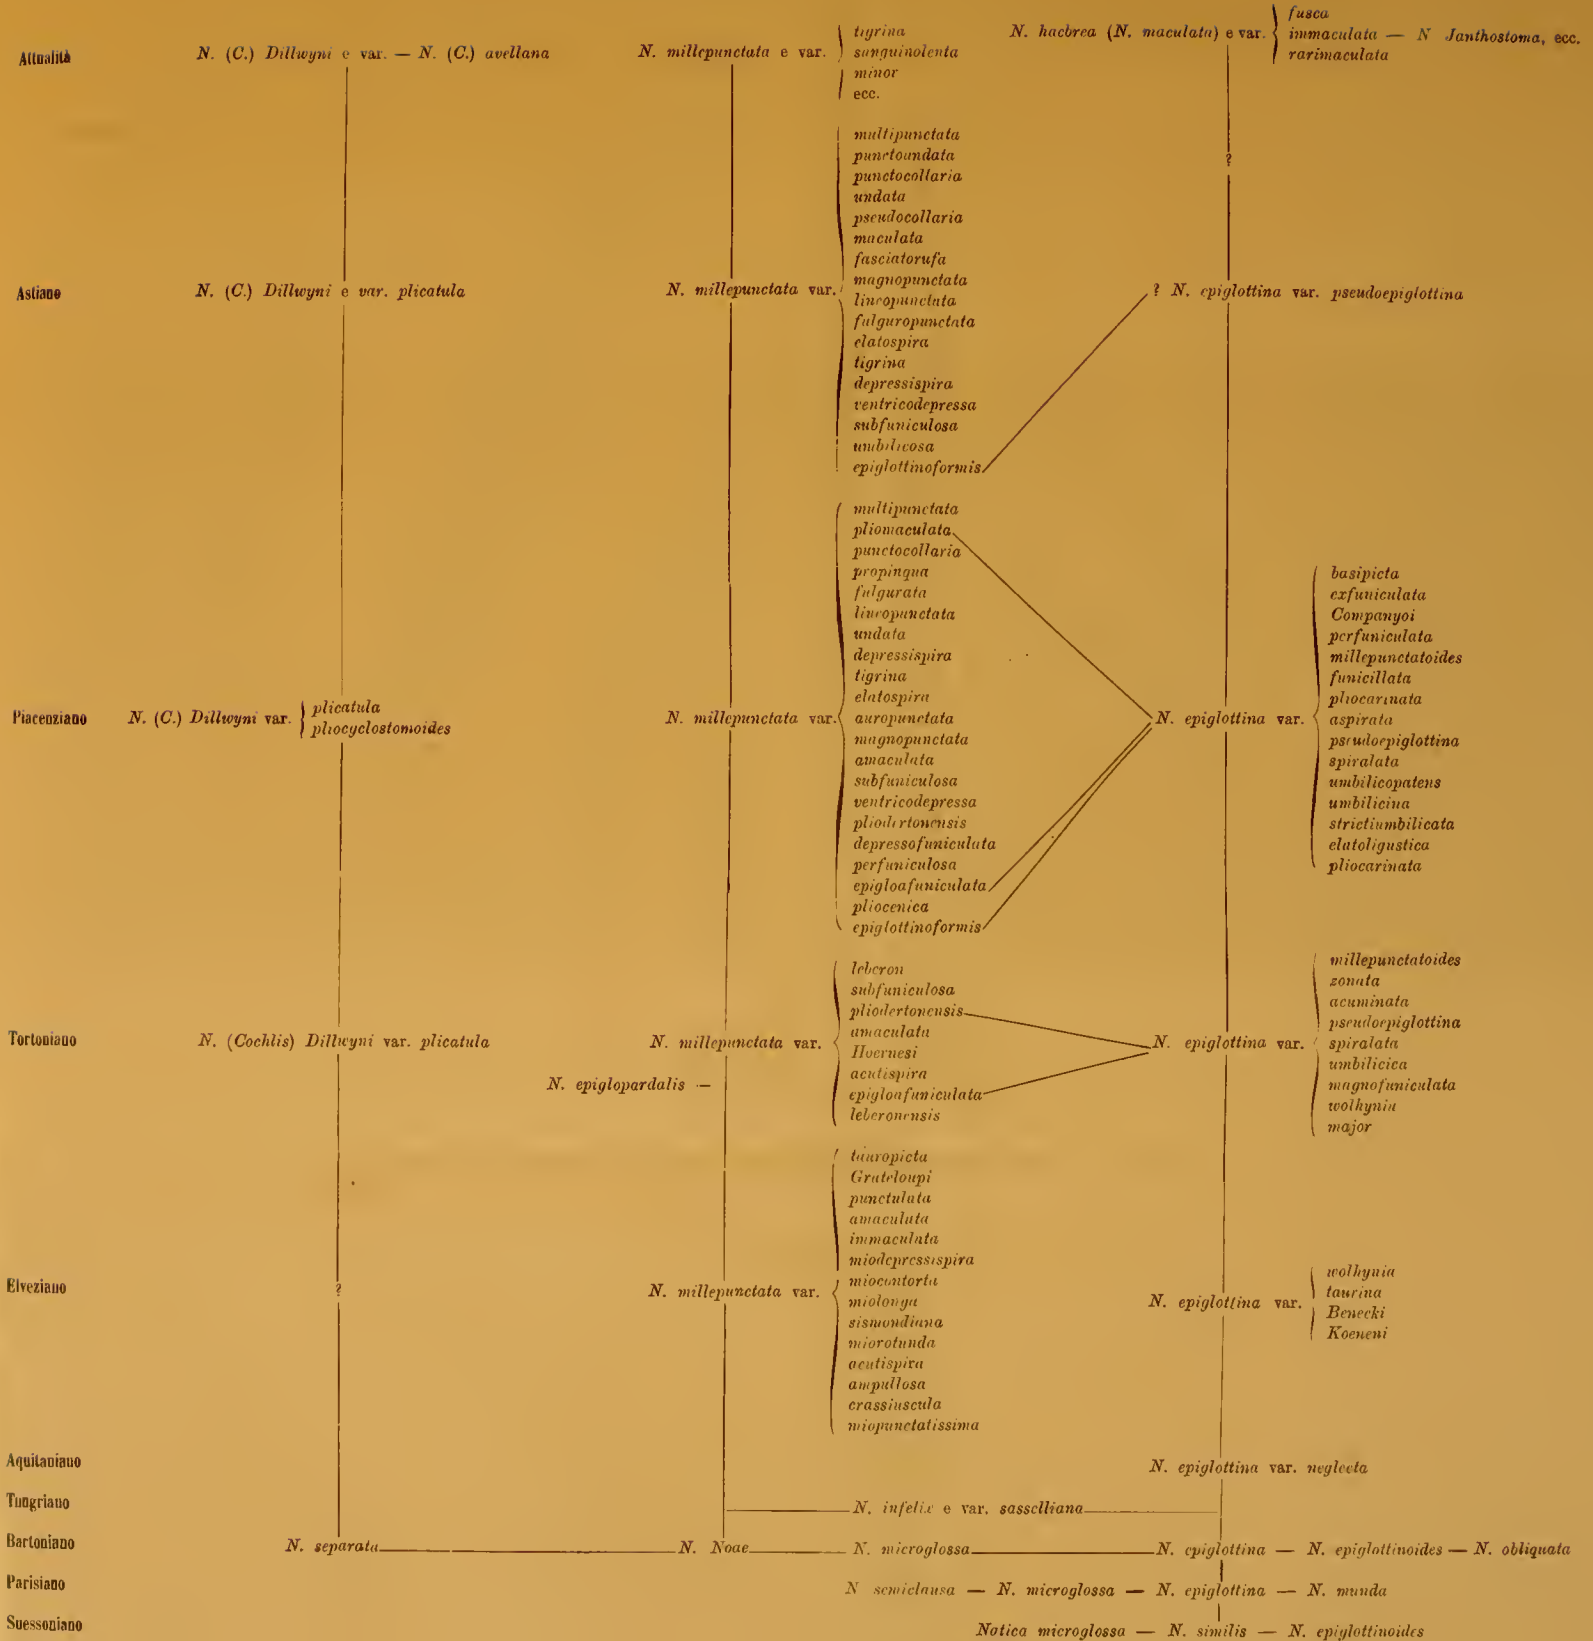 Attualità
N. (C.) Dillwyni e var. — N. (C.) avellana
N. millepunctata e var.
tigrina
sanguinolenta
minor
ecc.
N. haebrea (N. maculata) e var.
fusca
immaculata — N Janthostoma, ecc.
rarimaculata
?
Astiano
N. (C.) Dillwyni e var. plicatula
N. millepunctata var.
multipunctata
punctoundata
punctocollaria
undata
pseudocollaria
maculata
fasciatorufa
magnopunctata
lineopunctata
fulguropunctata
elatospira
tigrina
depressispira
ventricodepressa
subfuniculosa
umbilicosa
epiglottinoformis
? N. epiglottina var. pseudoepiglottina
Piacenziano
N. (C.) Dillwyni var.
plicatula
pliocyclostomoides
N. millepunctata var.
multipunctata
pliomaculata
punctocollaria
propinqua
fulgurata
lineopunctata
undata
depressispira
tigrina
elatospira
auropunctata
magnopunctata
amaculata
subfuniculosa
ventricodepressa
pliodertonensis
depressofuniculata
perfuniculosa
epigloafuniculata
pliocenica
epiglottinoformis
N. epiglottina var.
basipicta
exfuniculata
Companyoi
perfuniculata
millepunctatoides
funicillata
pliocarinata
aspirata
pseudoepiglottina
spiralata
umbilicopatens
umbilicina
strictiumbilicata
elatoligustica
pliocarinata
Tortoniano
N. (Cochlis) Dillwyni var. plicatula
N. epiglopardalis —
N. millepunctata var.
leberon
subfuniculosa
pliodertonensis
amaculata
Hoernesi
acutispira
epigloafuniculata
leberonensis
N. epiglottina var.
millepunctatoides
zonata
acuminata
pseudoepiglottina
spiralata
umbilicica
magnofuniculata
wolhynia
major
Elveziano
?
N. millepunctata var.
tauropicta
Grateloupi
punctulata
amaculata
immaculata
miodepressispira
miocontorta
miolonga
sismondiana
miorotunda
acutispira
ampullosa
crassiuscula
miopunctatissima
N. epiglottina var.
wolhynia
taurina
Benecki
Koeneni
Aquitaniano
N. epiglottina var. neglecta
Tungriano
N. infelix e var. sasselliana
Bartoniano
N. separata — N. Noae — N. microglossa — N. epiglottina — N. epiglottinoides — N. obliquata
Parisiano
N semiclausa — N. microglossa — N. epiglottina — N. munda
Suessoniano
Natica microglossa — N. similis — N. epiglottinoides